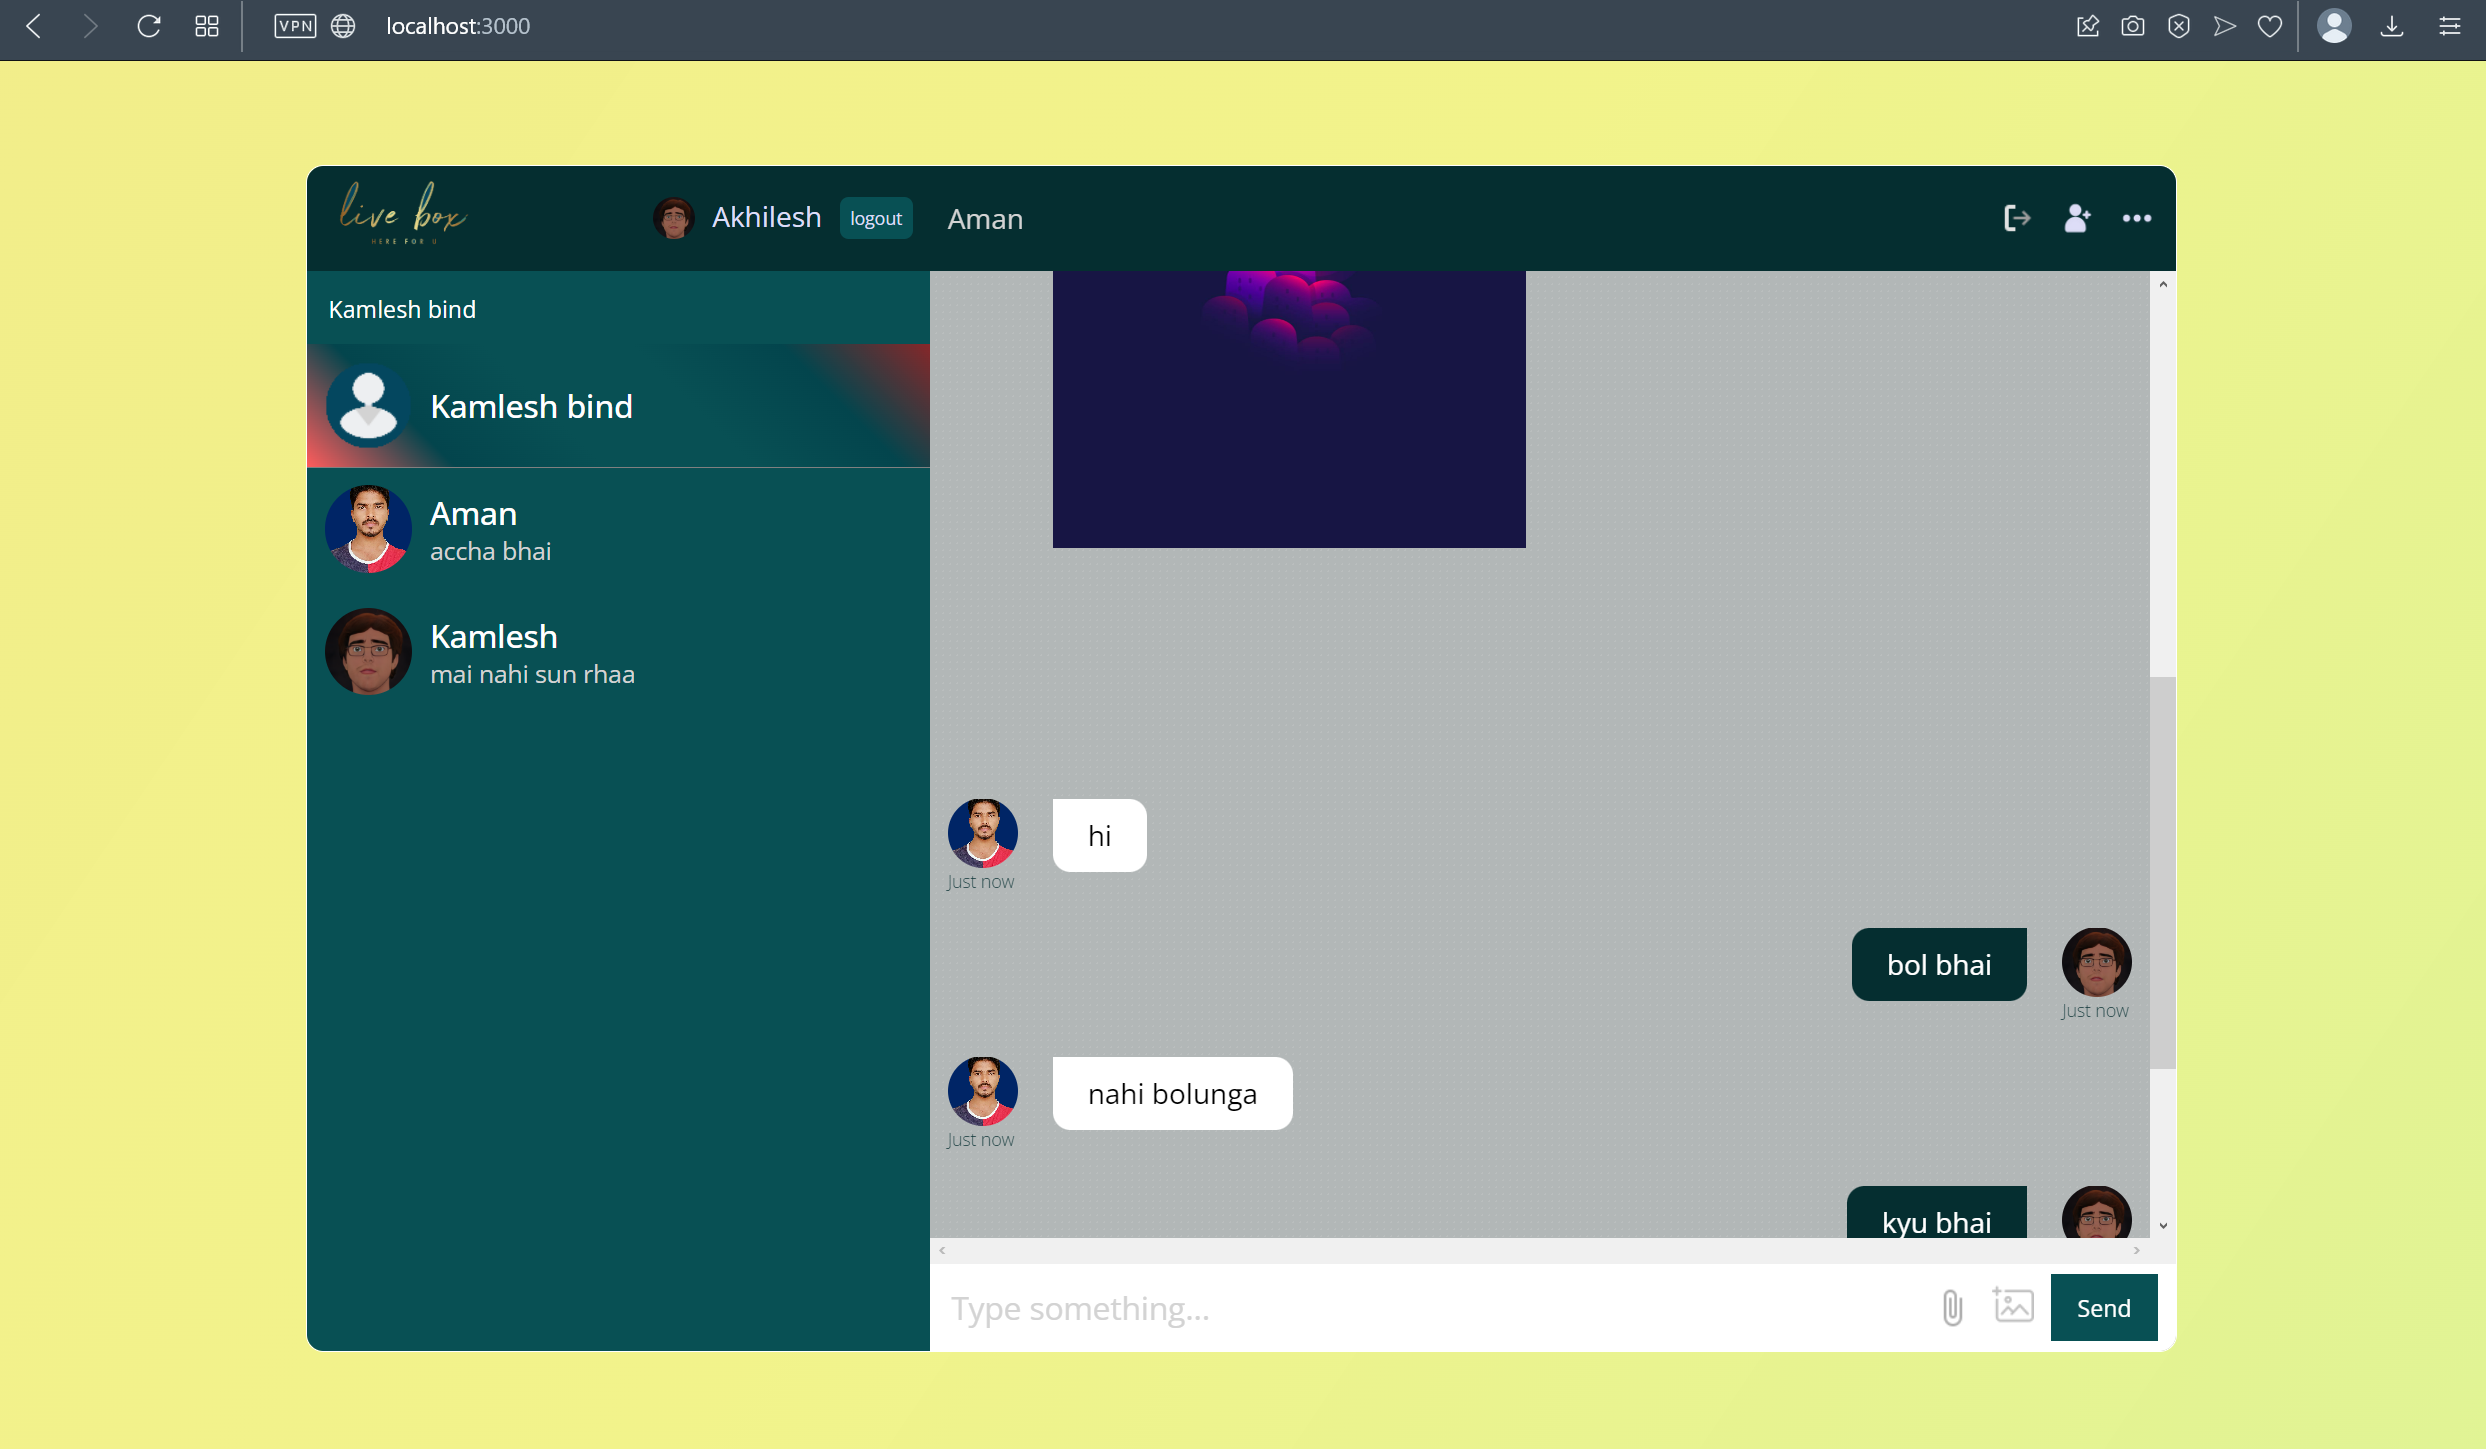 VPN
localhost:3000
live box
HERE FOR U
Akhilesh
logout
Aman
Kamlesh bind
Kamlesh bind
Aman
accha bhai
Kamlesh
mai nahi sun rhaa
hi
Just now
bol bhai
Just now
nahi bolunga
Just now
kyu bhai
Type something...
Send